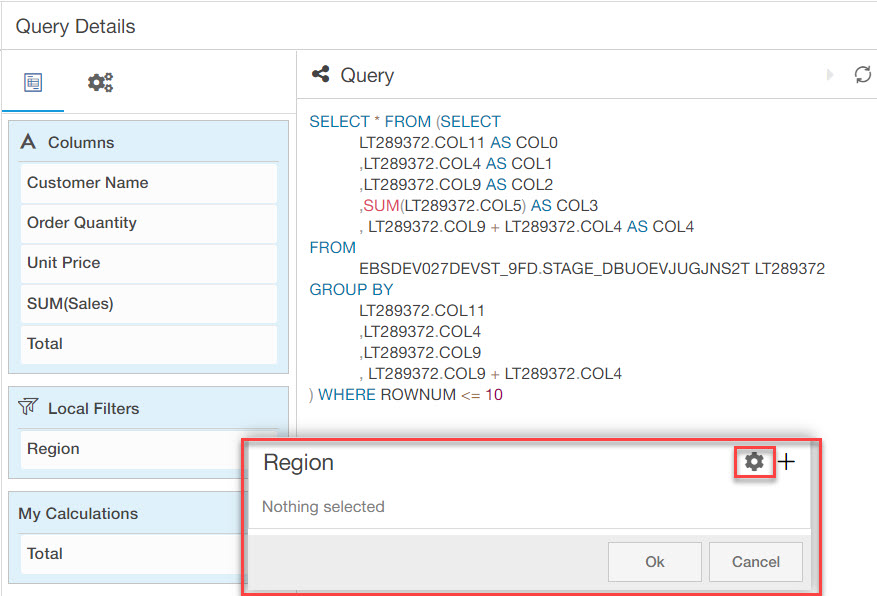 Query Details
A Columns
Customer Name
Order Quantity
Unit Price
SUM(Sales)
Total
Local Filters
Region
My Calculations
Total
Query
SELECT * FROM (SELECT
LT289372.COL11 AS COL0
,LT289372.COL4 AS COL1
,LT289372.COL9 AS COL2
,SUM(LT289372.COL5) AS COL3
, LT289372.COL9 + LT289372.COL4 AS COL4
FROM
EBSDEV027DEVST_9FD.STAGE_DBUOEVJUGJNS2T LT289372
GROUP BY
LT289372.COL11
,LT289372.COL4
,LT289372.COL9
, LT289372.COL9 + LT289372.COL4
) WHERE ROWNUM <= 10
Region
Nothing selected
Ok Cancel